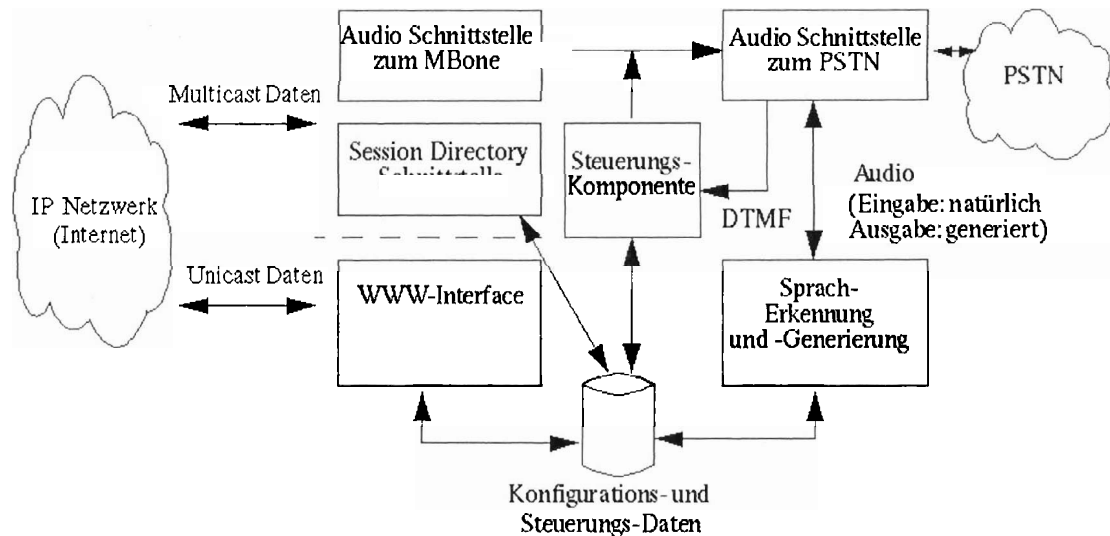 Audio Schnittstelle
zum MBone
Audio Schnittstelle
zum PSTN
PSTN
Multicast Daten
Session Directory
Steuerungs-
Komponente
IP Netzwerk
(Internet)
DTMF
Audio
(Eingabe: natürlich
Ausgabe: generiert)
Unicast Daten
WWW-Interface
Sprach-
Erkennung
und -Generierung
Konfigurations- und
Steuerungs-Daten